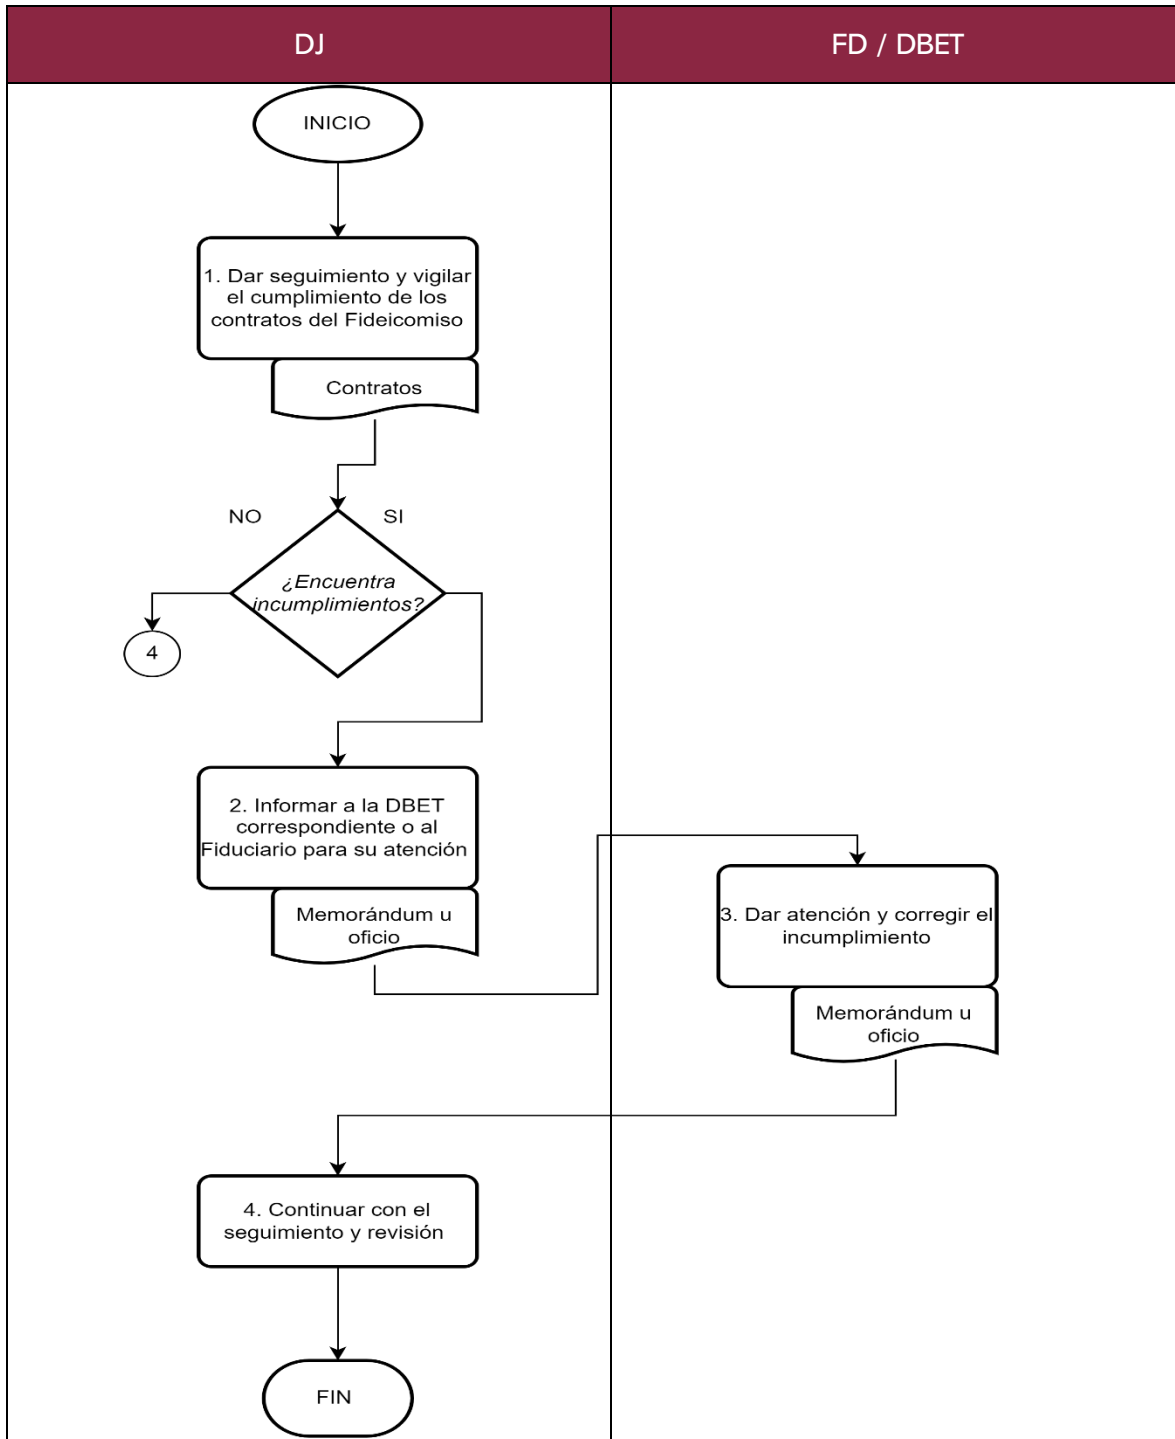 DJ
FD / DBET
INICIO
1. Dar seguimiento y vigilar
el cumplimiento de los
contratos del Fideicomiso
Contratos
NO
SI
¿Encuentra
incumplimientos?
4
2. Informar a la DBET
correspondiente o al
Fiduciario para su atención
Memorándum u
oficio
3. Dar atención y corregir el
incumplimiento
Memorándum u
oficio
4. Continuar con el
seguimiento y revisión
FIN